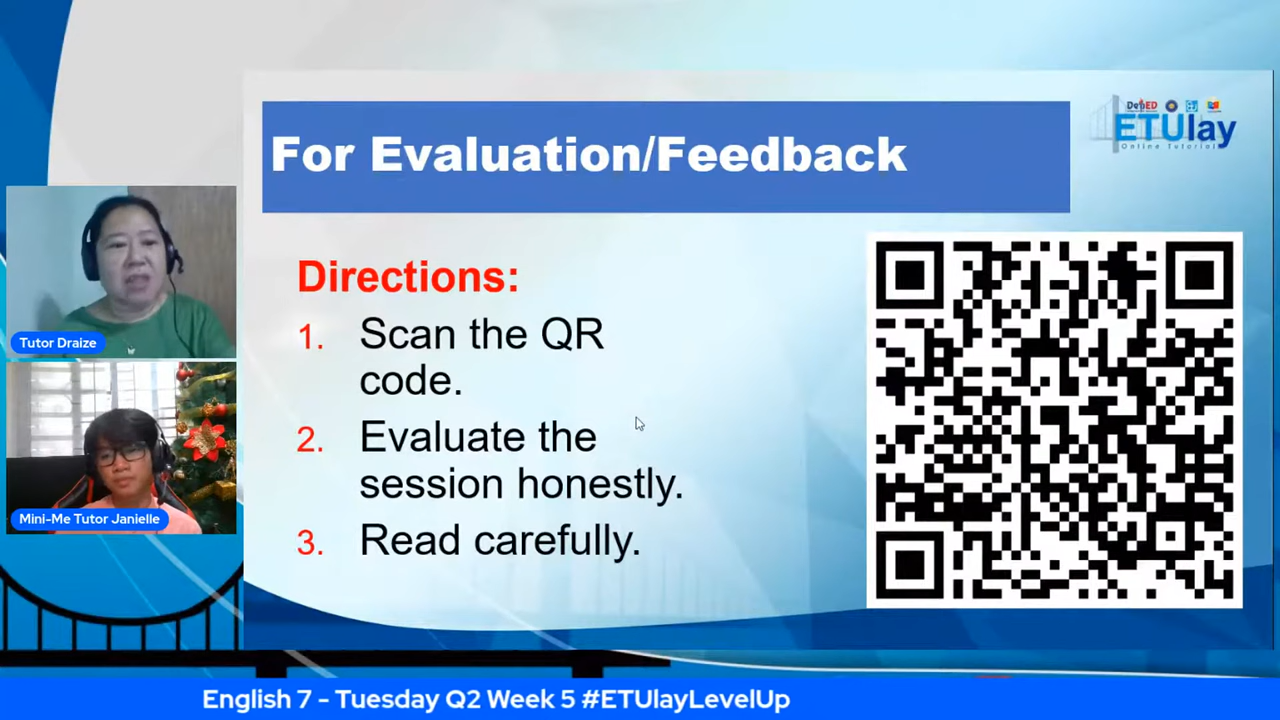 For Evaluation/Feedback
DepED
ETUlay
Online Tutorial
Directions:
1. Scan the QR
code.
2. Evaluate the
session honestly.
3. Read carefully.
Tutor Draize
Mini-Me Tutor Janielle
English 7 - Tuesday Q2 Week 5 #ETUlayLevelUp